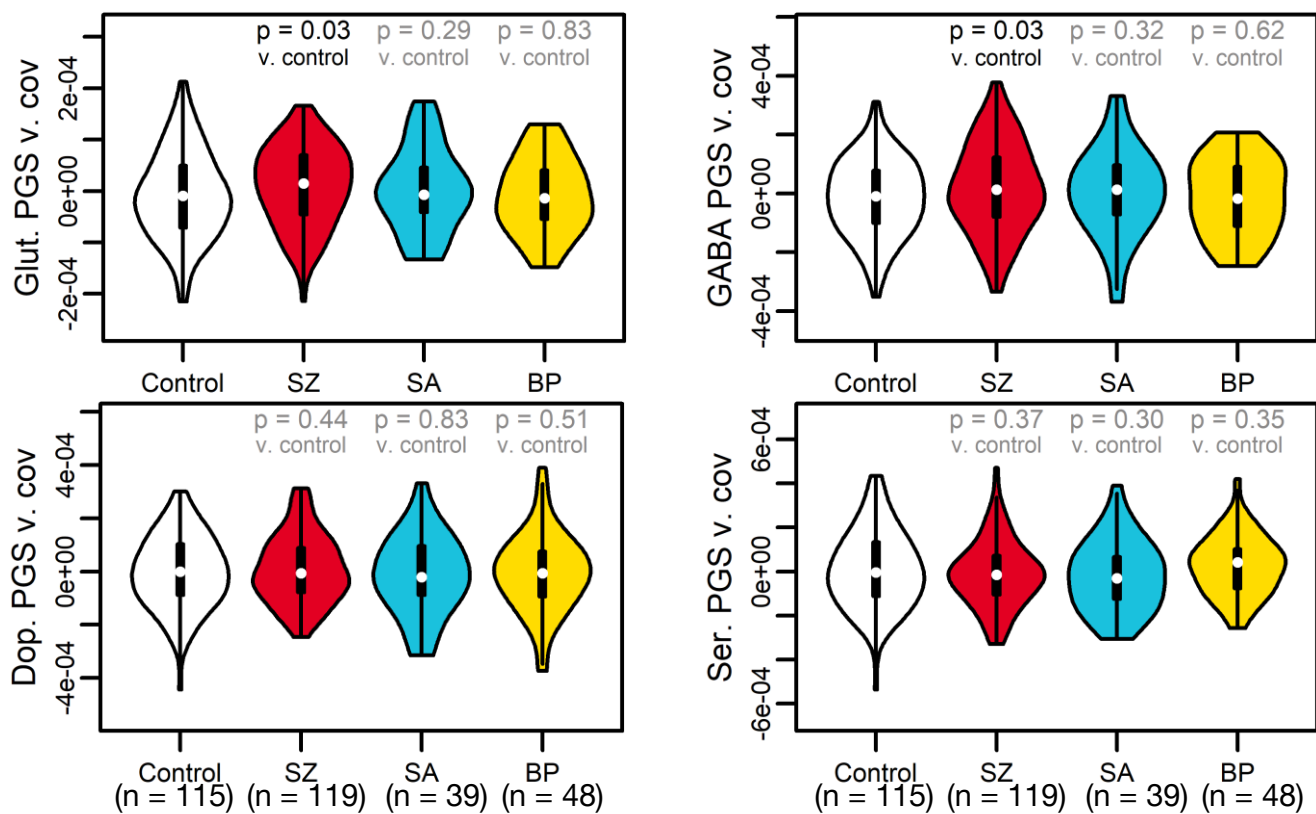 p = 0.03 p = 0.29 p = 0.83
v. control v. control v. control
Glut. PGS v. cov
2e-04
0e+00
-2e-04
Control SZ SA BP
p = 0.03 p = 0.32 p = 0.62
v. control v. control v. control
GABA PGS v. cov
4e-04
0e+00
-4e-04
Control SZ SA BP
p = 0.44 p = 0.83 p = 0.51
v. control v. control v. control
Dop. PGS v. cov
4e-04
0e+00
-4e-04
Control SZ SA BP
(n = 115) (n = 119) (n = 39) (n = 48)
p = 0.37 p = 0.30 p = 0.35
v. control v. control v. control
Ser. PGS v. cov
6e-04
0e+00
-6e-04
Control SZ SA BP
(n = 115) (n = 119) (n = 39) (n = 48)